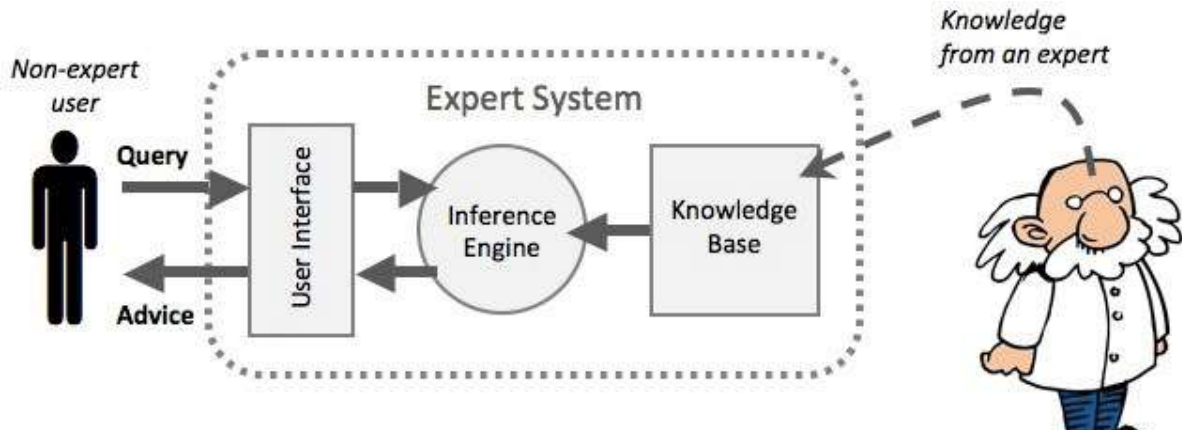 Knowledge
from an expert
Non-expert
user
Expert System
Query
User Interface
Inference
Engine
Knowledge
Base
Advice